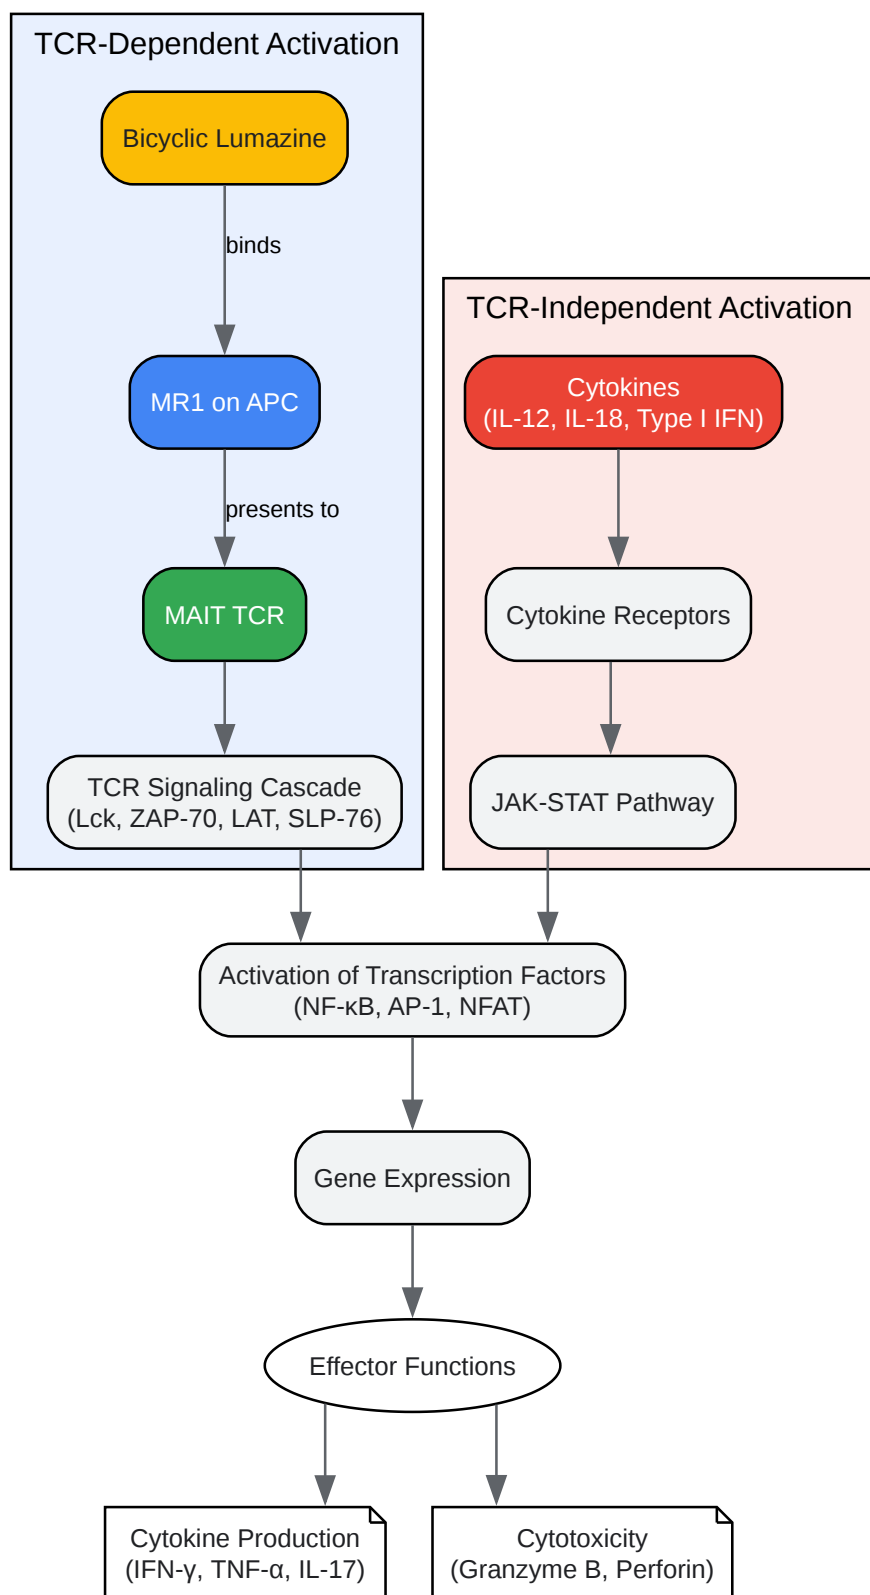 TCR-Dependent Activation
Bicyclic Lumazine
binds
MR1 on APC
presents to
MAIT TCR
TCR Signaling Cascade
(Lck, ZAP-70, LAT, SLP-76)
TCR-Independent Activation
Cytokines
(IL-12, IL-18, Type I IFN)
Cytokine Receptors
JAK-STAT Pathway
Activation of Transcription Factors
(NF-κB, AP-1, NFAT)
Gene Expression
Effector Functions
Cytokine Production
(IFN-γ, TNF-α, IL-17)
Cytotoxicity
(Granzyme B, Perforin)